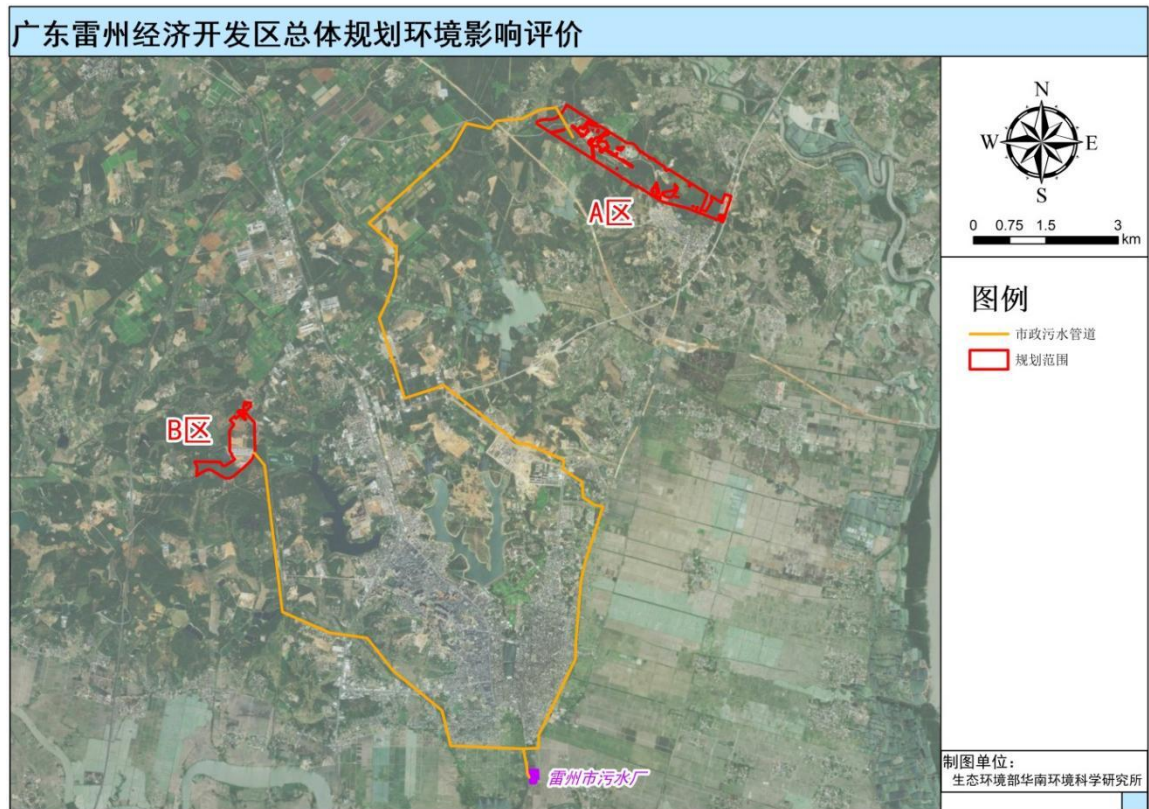 广东雷州经济开发区总体规划环境影响评价
N
W
E
S
0 0.75 1.5 3
km
A区
图例
市政污水管道
规划范围
B区
雷州市污水厂
制图单位：
生态环境部华南环境科学研究所